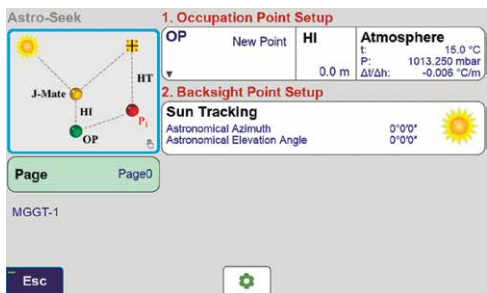 Astro-Seek
1. Occupation Point Setup
OP
New Point
HI
0.0 m
Atmosphere
t: 15.0 °C
P: 1013.250 mbar
Δt/Δh: -0.006 °C/m
HT
J-Mate
HI
P₁
OP
2. Backsight Point Setup
Sun Tracking
Astronomical Azimuth 0°0'0"
Astronomical Elevation Angle 0°0'0"
Page Page0
MGGT-1
Esc